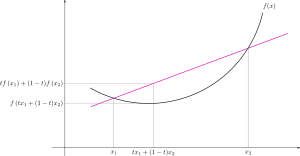 f(x)
tf(x₁) + (1 − t)f(x₂)
f(tx₁ + (1 − t)x₂)
x₁
tx₁ + (1 − t)x₂
x₂